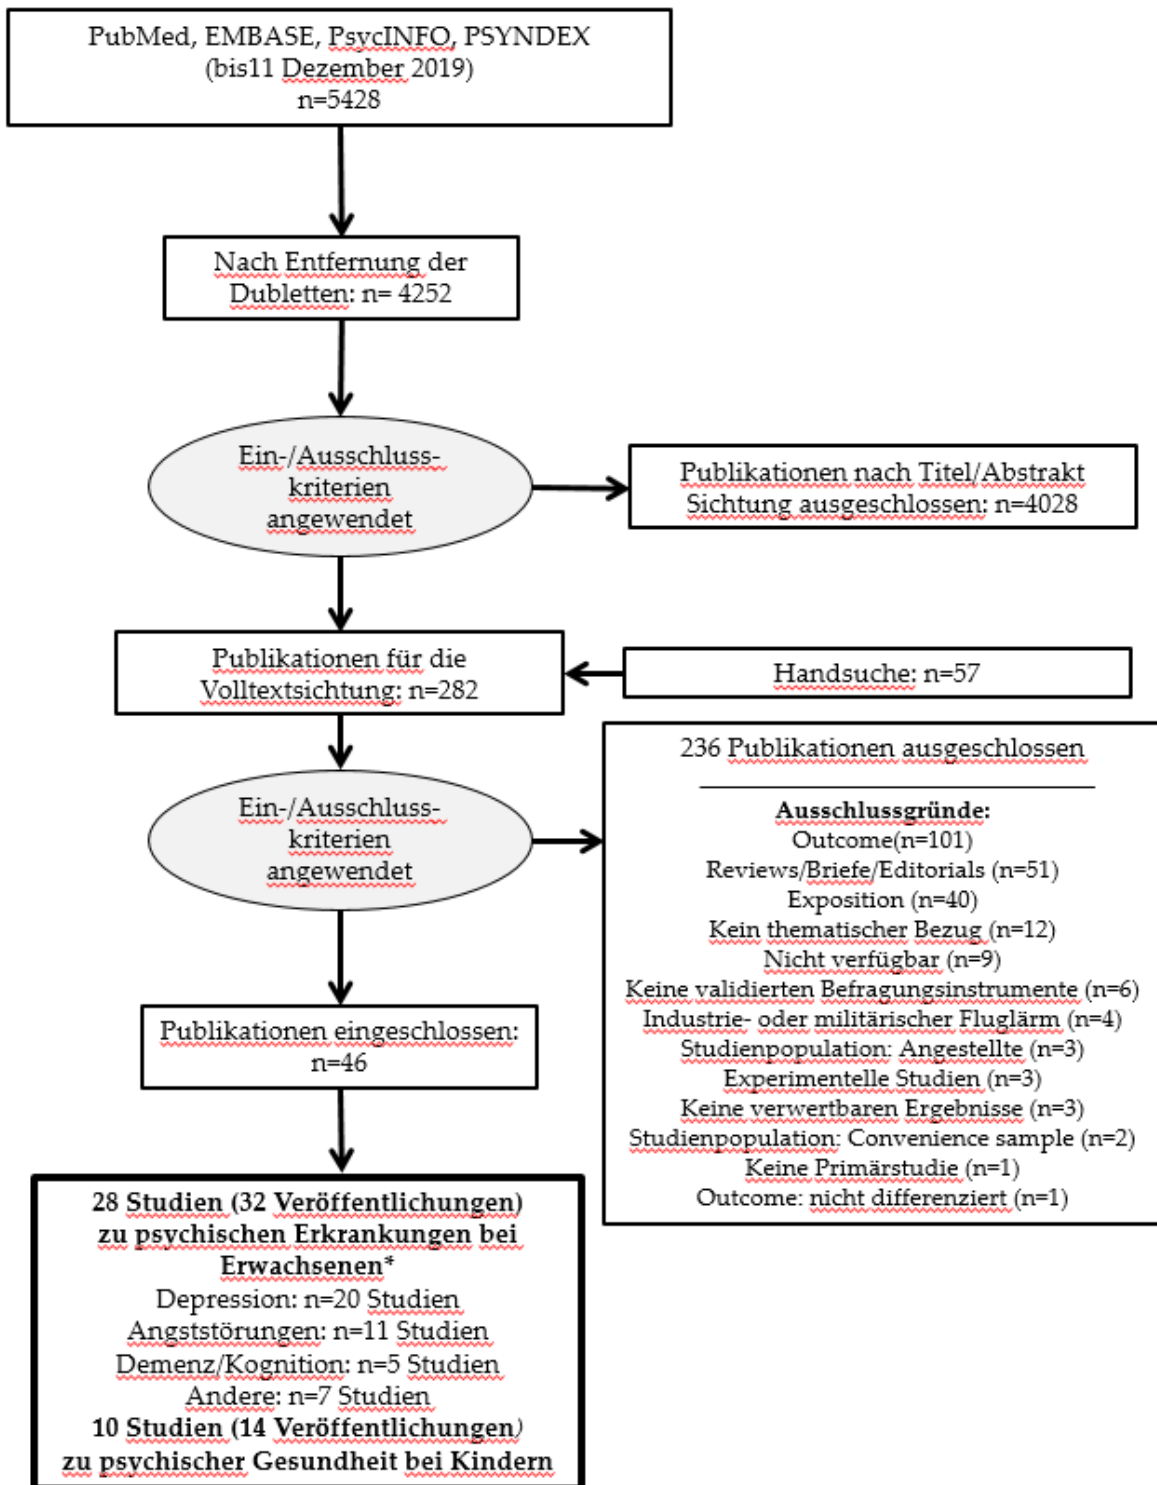 PubMed, EMBASE, PsycINFO, PSYNDEX
(bis11 Dezember 2019)
n=5428
Nach Entfernung der
Dubletten: n= 4252
Ein-/Ausschluss-
kriterien
angewendet
Publikationen nach Titel/Abstrakt
Sichtung ausgeschlossen: n=4028
Publikationen für die
Volltextsichtung: n=282
Handsuche: n=57
Ein-/Ausschluss-
kriterien
angewendet
236 Publikationen ausgeschlossen
Ausschlussgründe:
Outcome(n=101)
Reviews/Briefe/Editorials (n=51)
Exposition (n=40)
Kein thematischer Bezug (n=12)
Nicht verfügbar (n=9)
Keine validierten Befragungsinstrumente (n=6)
Industrie- oder militärischer Fluglärm (n=4)
Studienpopulation: Angestellte (n=3)
Experimentelle Studien (n=3)
Keine verwertbaren Ergebnisse (n=3)
Studienpopulation: Convenience sample (n=2)
Keine Primärstudie (n=1)
Outcome: nicht differenziert (n=1)
Publikationen eingeschlossen:
n=46
28 Studien (32 Veröffentlichungen)
zu psychischen Erkrankungen bei
Erwachsenen*
Depression: n=20 Studien
Angststörungen: n=11 Studien
Demenz/Kognition: n=5 Studien
Andere: n=7 Studien
10 Studien (14 Veröffentlichungen)
zu psychischer Gesundheit bei Kindern